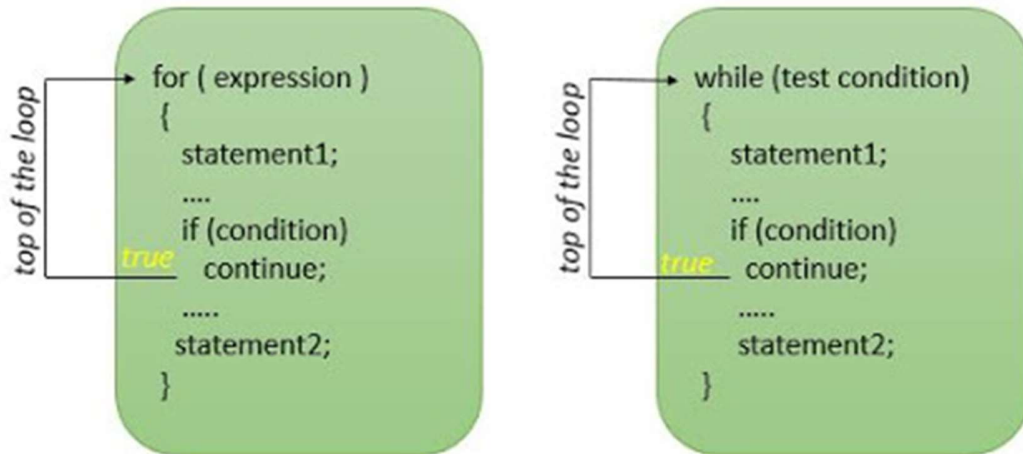 top of the loop
for ( expression )
{
statement1;
....
if (condition)
true
continue;
.....
statement2;
}
top of the loop
while (test condition)
{
statement1;
....
if (condition)
true
continue;
.....
statement2;
}